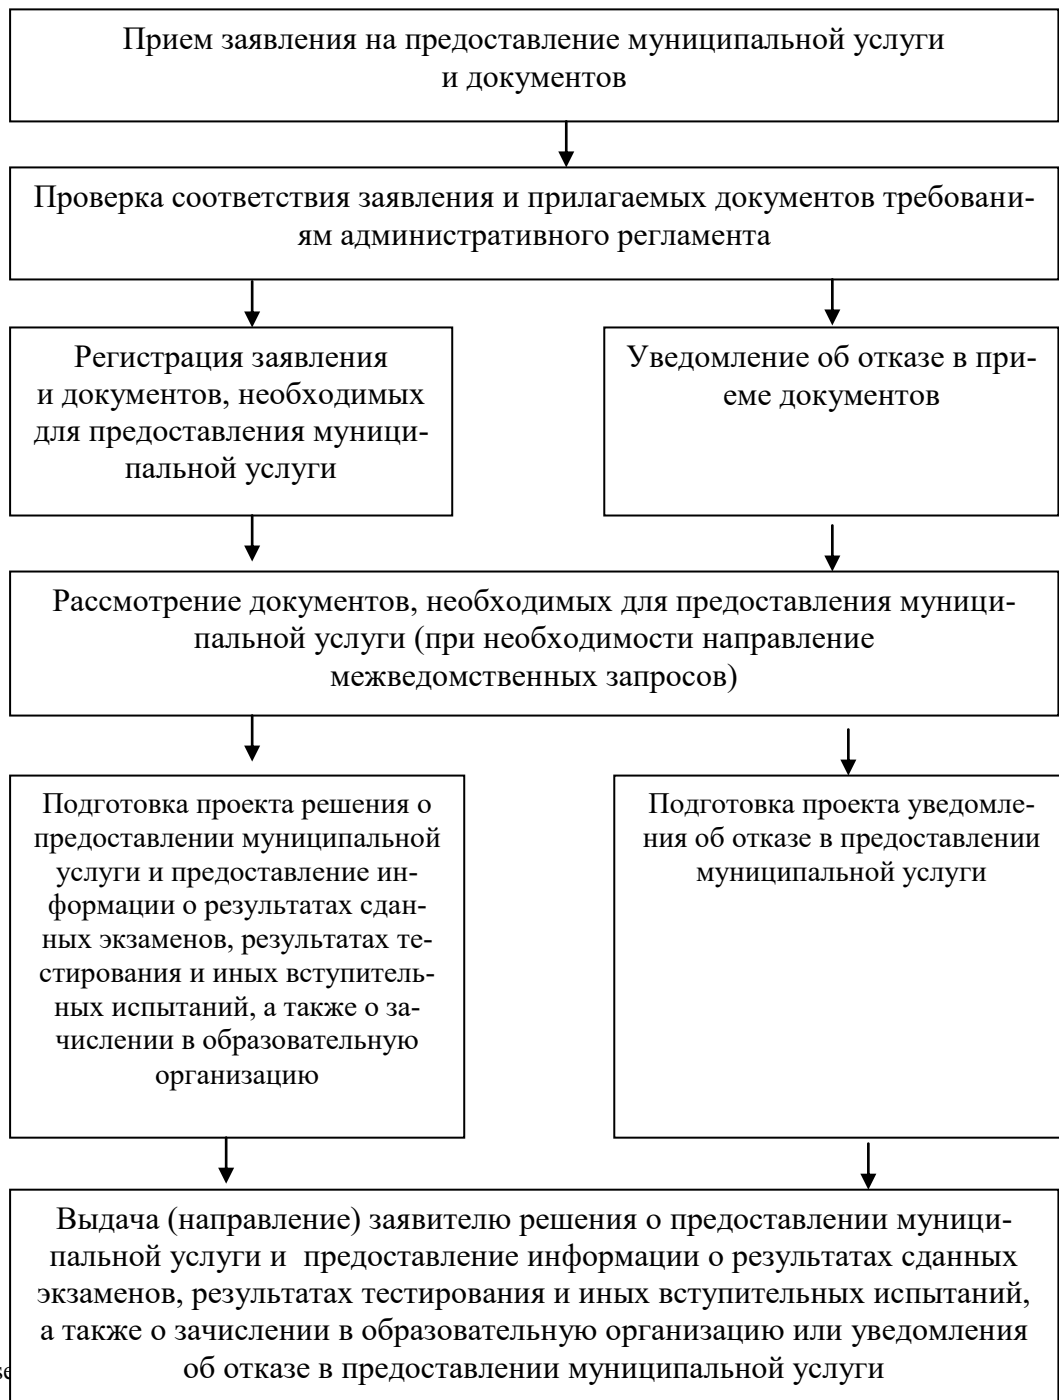 Прием заявления на предоставление муниципальной услуги
и документов
Проверка соответствия заявления и прилагаемых документов требовани-
ям административного регламента
Регистрация заявления
и документов, необходимых
для предоставления муници-
пальной услуги
Уведомление об отказе в при-
еме документов
Рассмотрение документов, необходимых для предоставления муници-
пальной услуги (при необходимости направление
межведомственных запросов)
Подготовка проекта решения о
предоставлении муниципальной
услуги и предоставление ин-
формации о результатах сдан-
ных экзаменов, результатах те-
стирования и иных вступитель-
ных испытаний, а также о за-
числении в образовательную
организацию
Подготовка проекта уведомле-
ния об отказе в предоставлении
муниципальной услуги
Выдача (направление) заявителю решения о предоставлении муници-
пальной услуги и  предоставление информации о результатах сданных
экзаменов, результатах тестирования и иных вступительных испытаний,
а также о зачислении в образовательную организацию или уведомления
об отказе в предоставлении муниципальной услуги